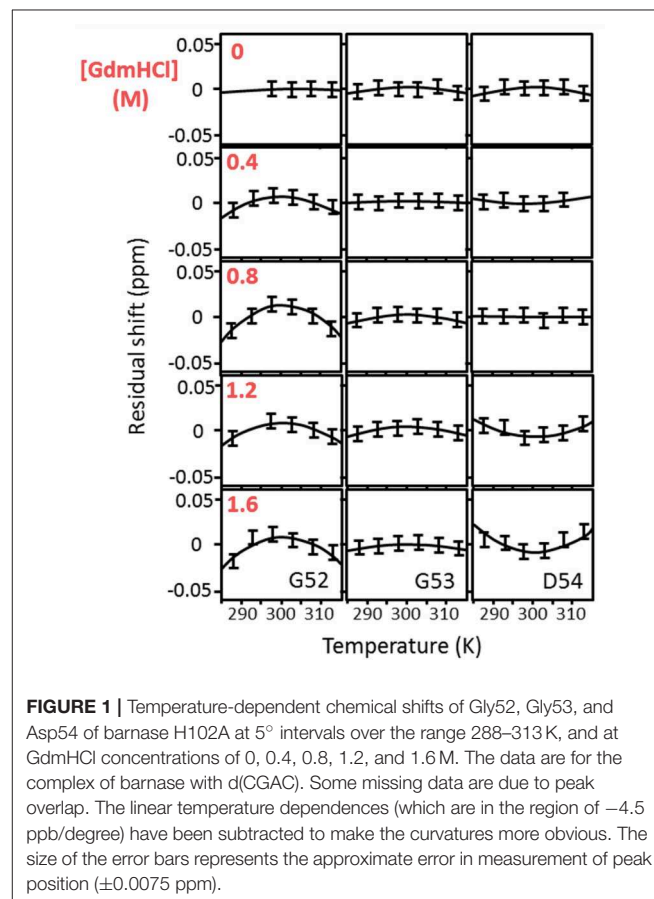 [GdmHCl]
(M)
Residual shift (ppm)
0.05
0
-0.05
0
0.05
0
-0.05
0.4
0.05
0
-0.05
0.8
0.05
0
-0.05
1.2
0.05
0
-0.05
1.6
G52
G53
D54
290 300 310
290 300 310
290 300 310
Temperature (K)
FIGURE 1 | Temperature-dependent chemical shifts of Gly52, Gly53, and
Asp54 of barnase H102A at 5° intervals over the range 288–313 K, and at
GdmHCl concentrations of 0, 0.4, 0.8, 1.2, and 1.6 M. The data are for the
complex of barnase with d(CGAC). Some missing data are due to peak
overlap. The linear temperature dependences (which are in the region of −4.5
ppb/degree) have been subtracted to make the curvatures more obvious. The
size of the error bars represents the approximate error in measurement of peak
position (±0.0075 ppm).